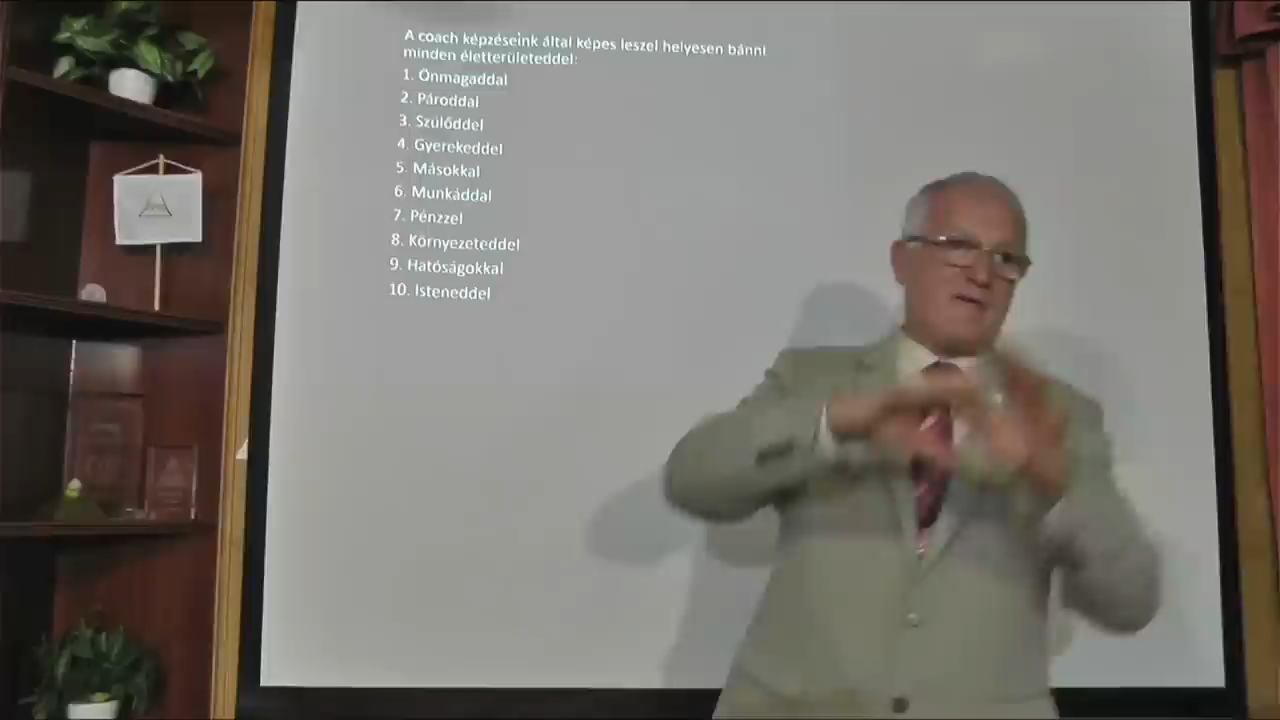 A coach képzéseink által képes leszel helyesen bánni
minden életterületeddel:
1. Önmagaddal
2. Pároddal
3. Szülőddel
4. Gyerekeddel
5. Másokkal
6. Munkáddal
7. Pénzzel
8. Környezeteddel
9. Hatóságokkal
10. Isteneddel